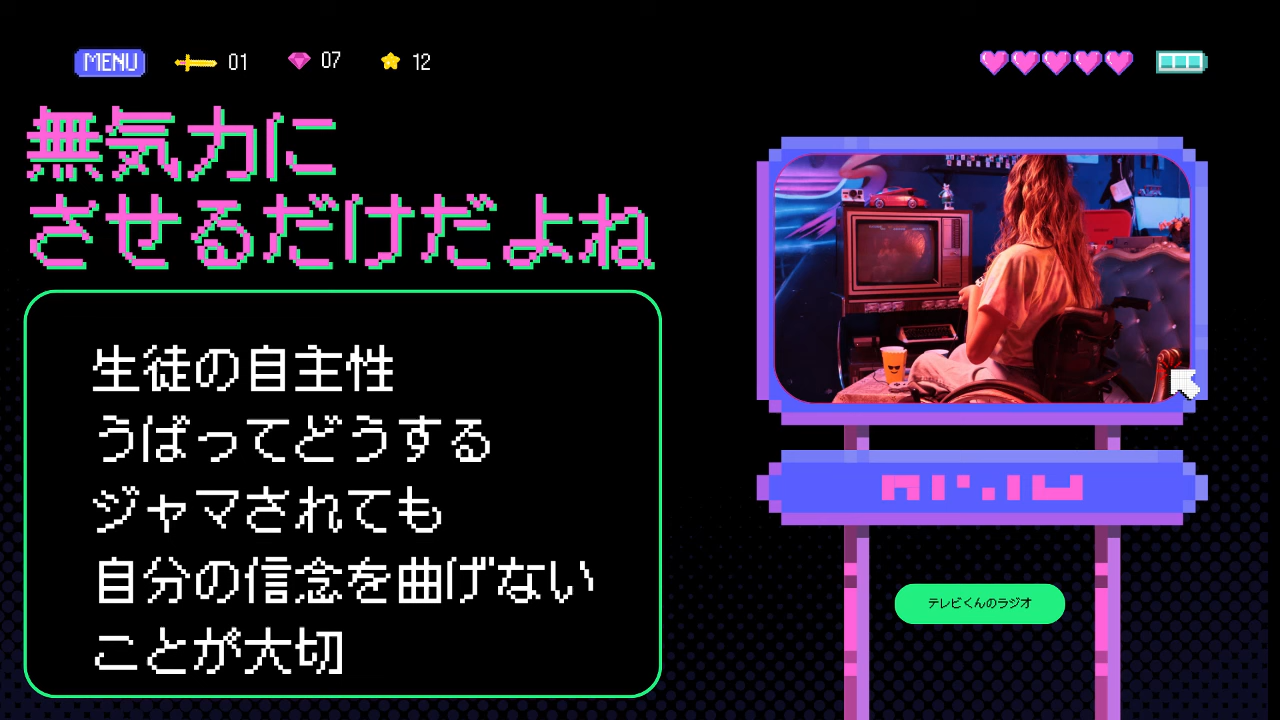 MENU 01 07 12
無気力に
させるだけだよね
生徒の自主性
うばってどうする
ジャマされても
自分の信念を曲げない
ことが大切
テレビくんのラジオ